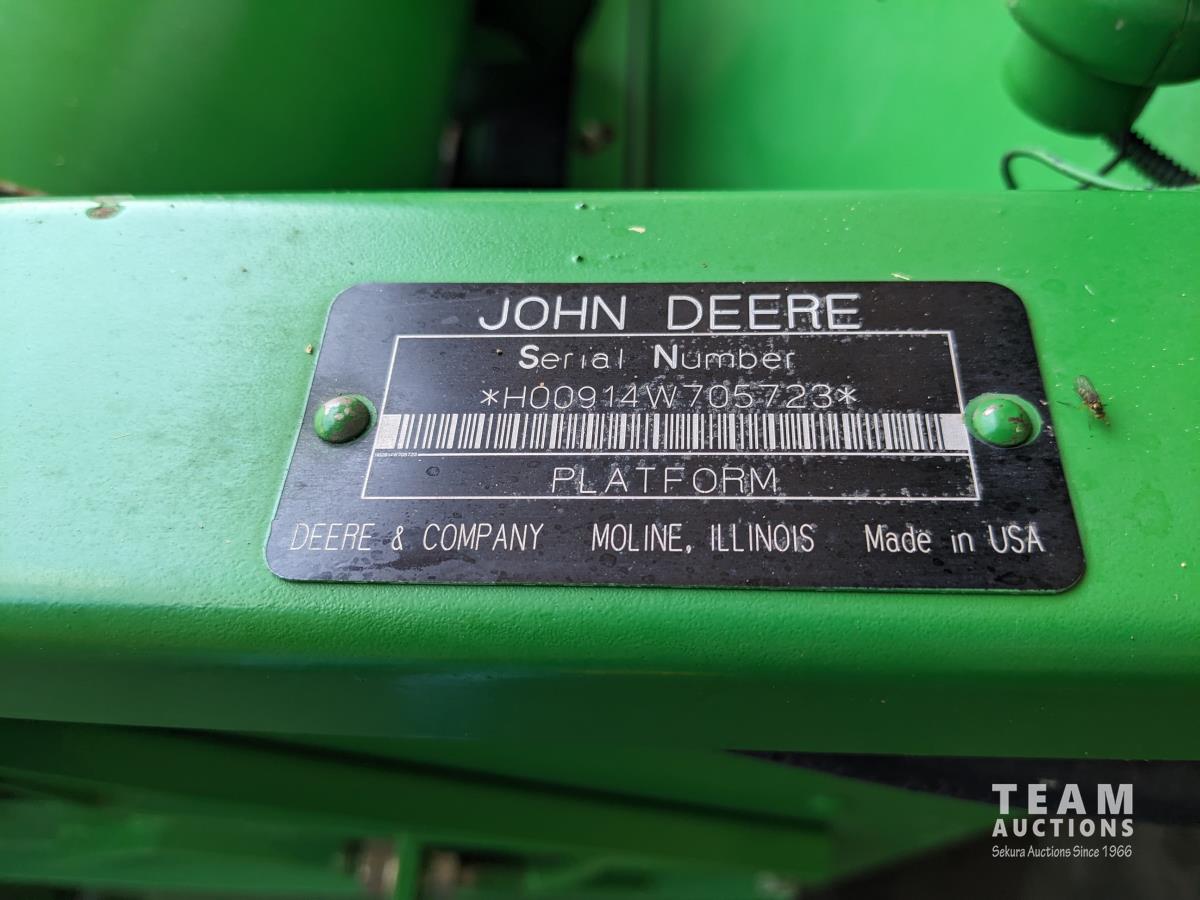 JOHN DEERE
Serial Number
*H00914W705723*
PLATFORM
DEERE & COMPANY MOLINE, ILLINOIS Made in USA
TEAM
AUCTIONS
Sekura Auctions Since 1966